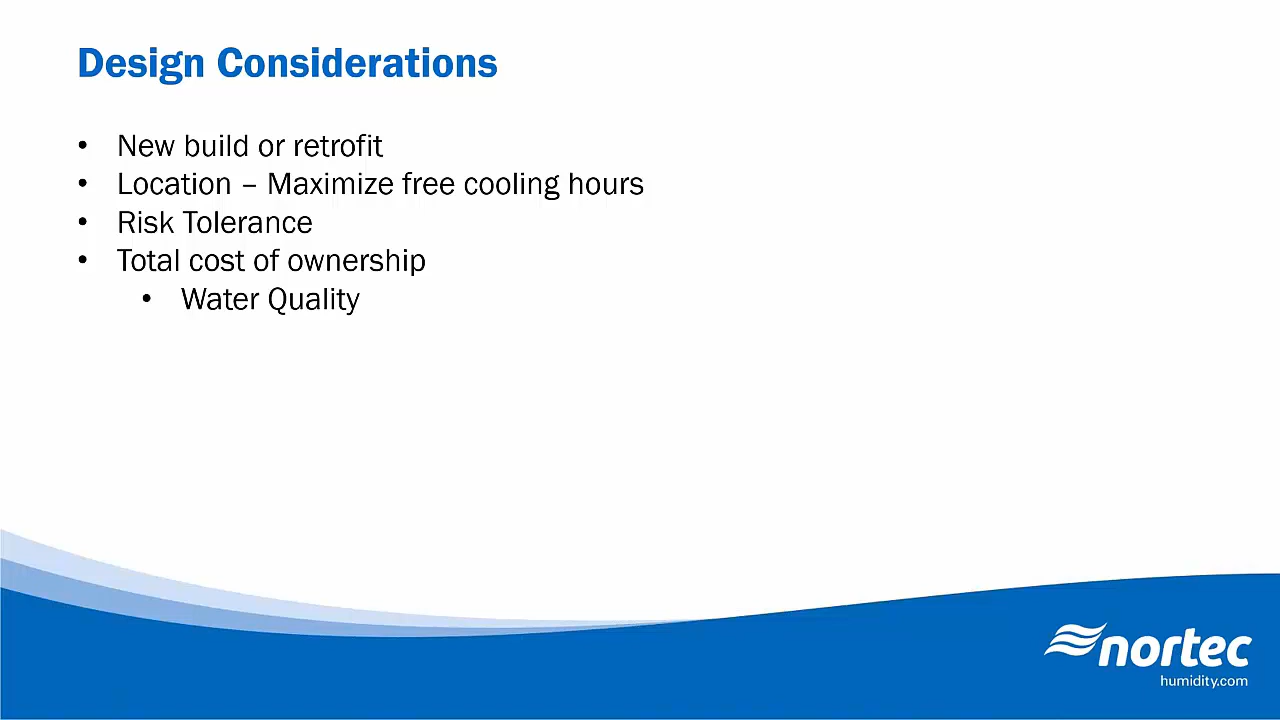 Design Considerations
• New build or retrofit
• Location – Maximize free cooling hours
• Risk Tolerance
• Total cost of ownership
• Water Quality
nortec
humidity.com